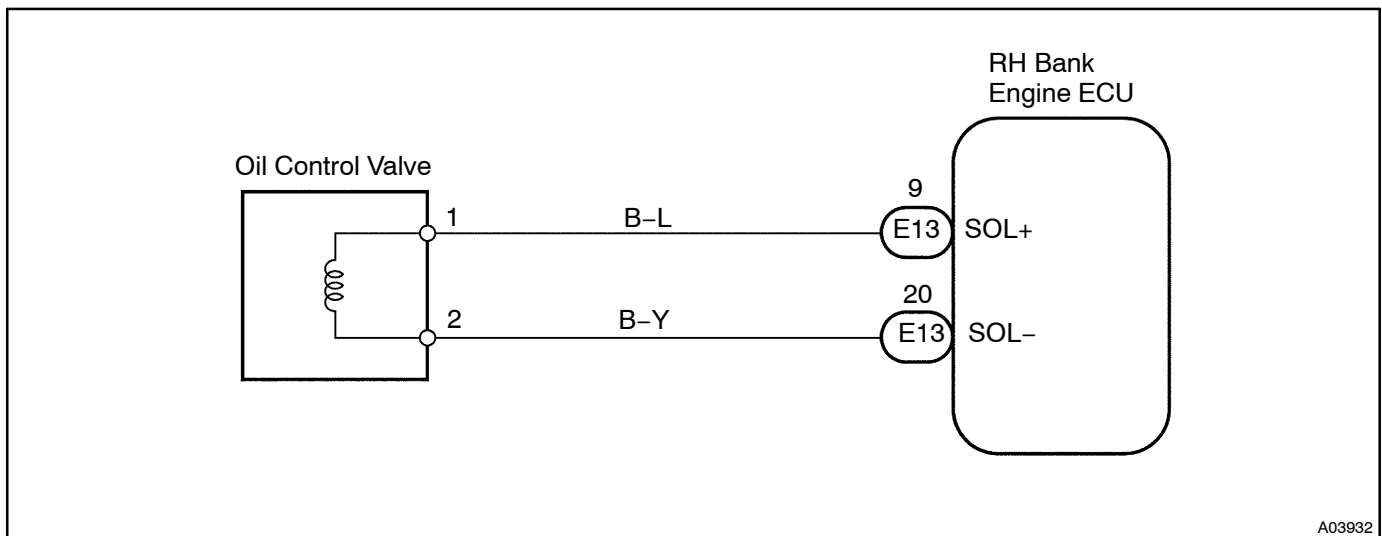 RH Bank
Engine ECU
Oil Control Valve
1
B−L
9
E13
SOL+
2
B−Y
20
E13
SOL−
A03932